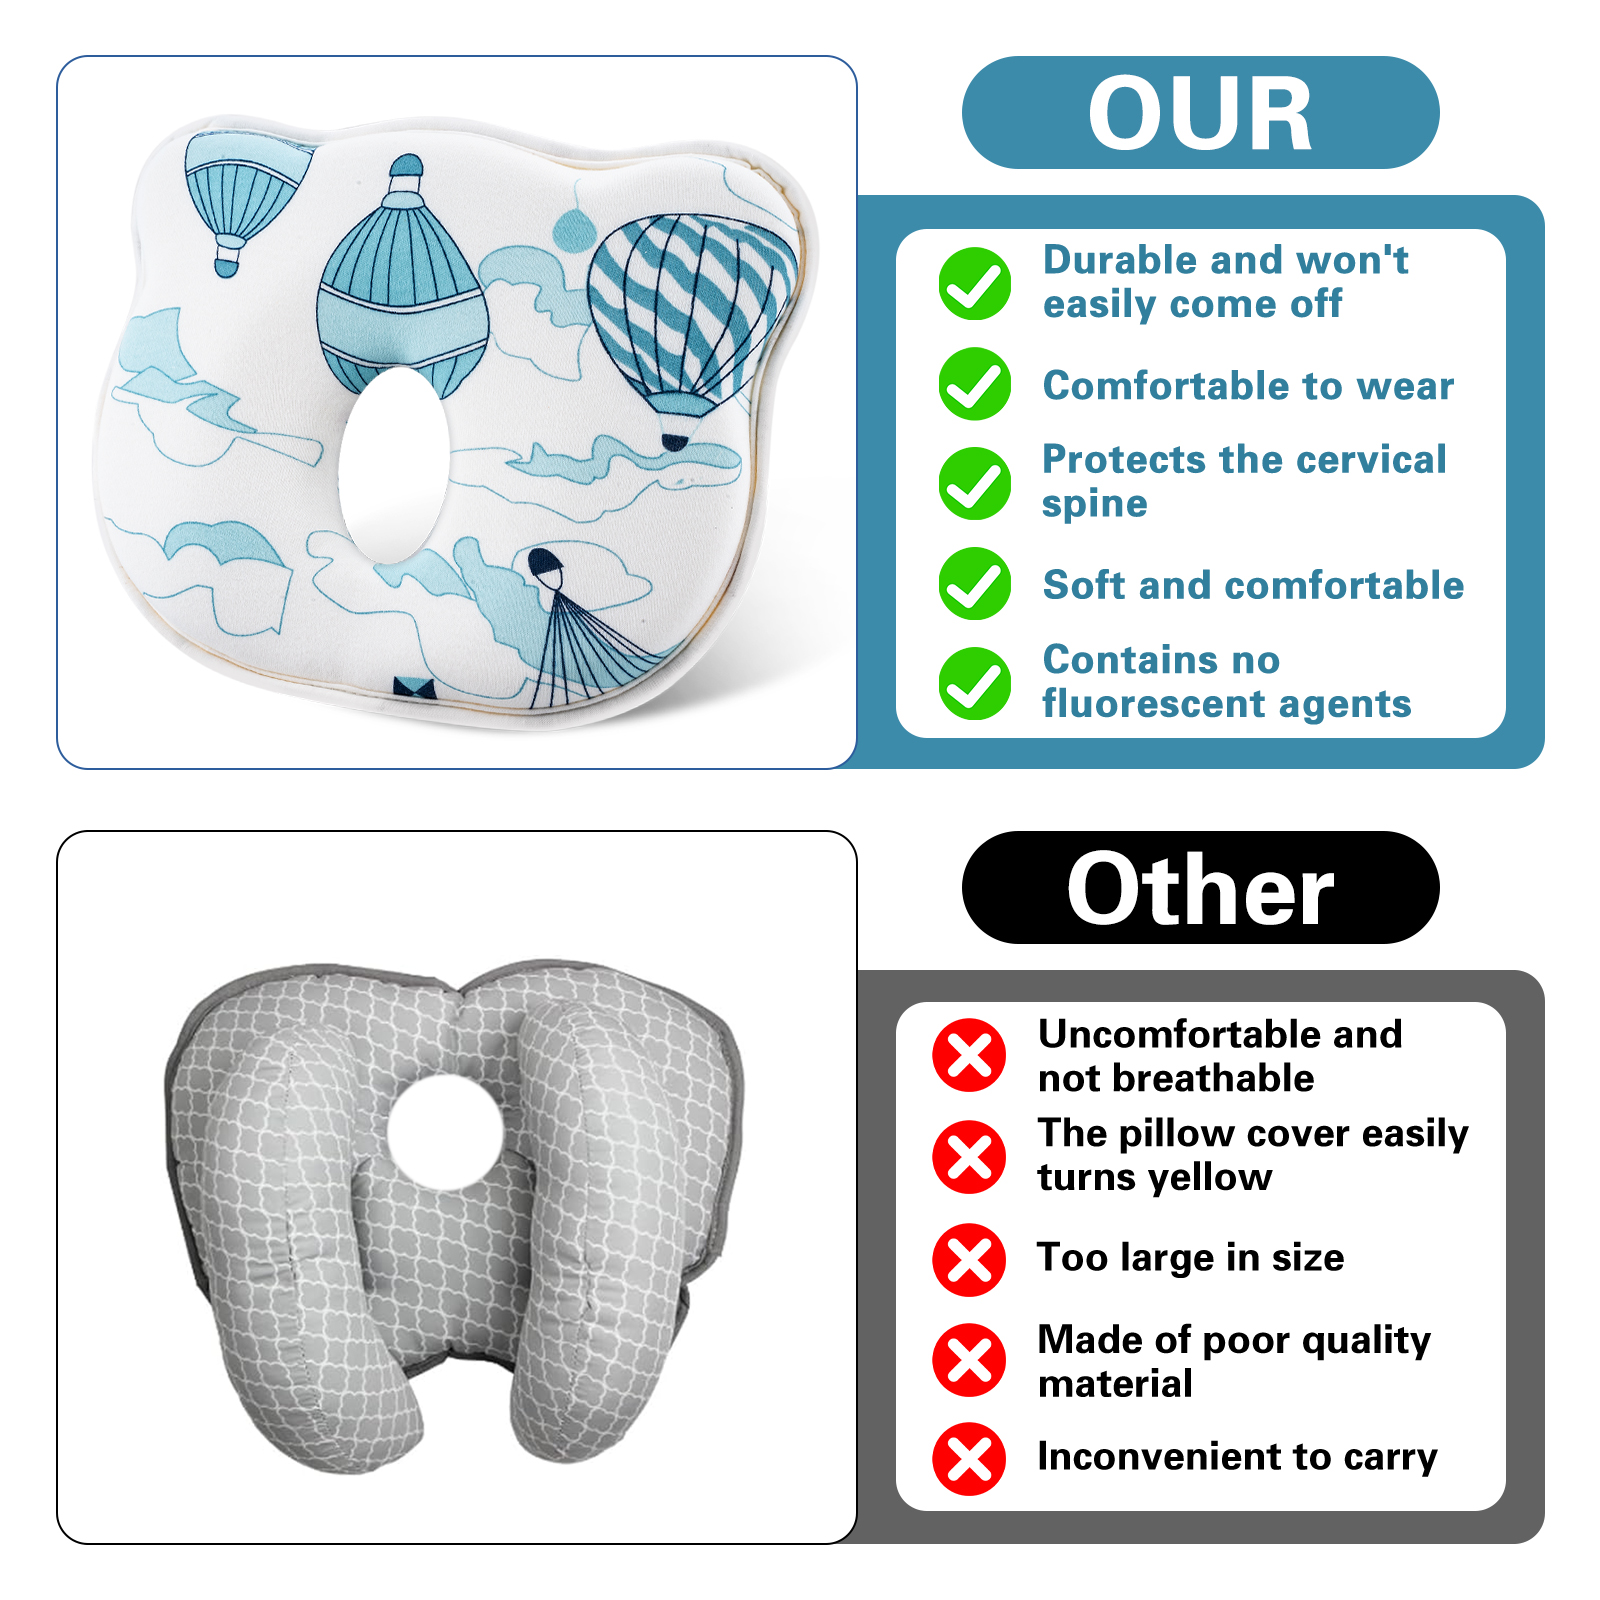 OUR
Durable and won't
easily come off
Comfortable to wear
Protects the cervical
spine
Soft and comfortable
Contains no
fluorescent agents
Other
Uncomfortable and
not breathable
The pillow cover easily
turns yellow
Too large in size
Made of poor quality
material
Inconvenient to carry